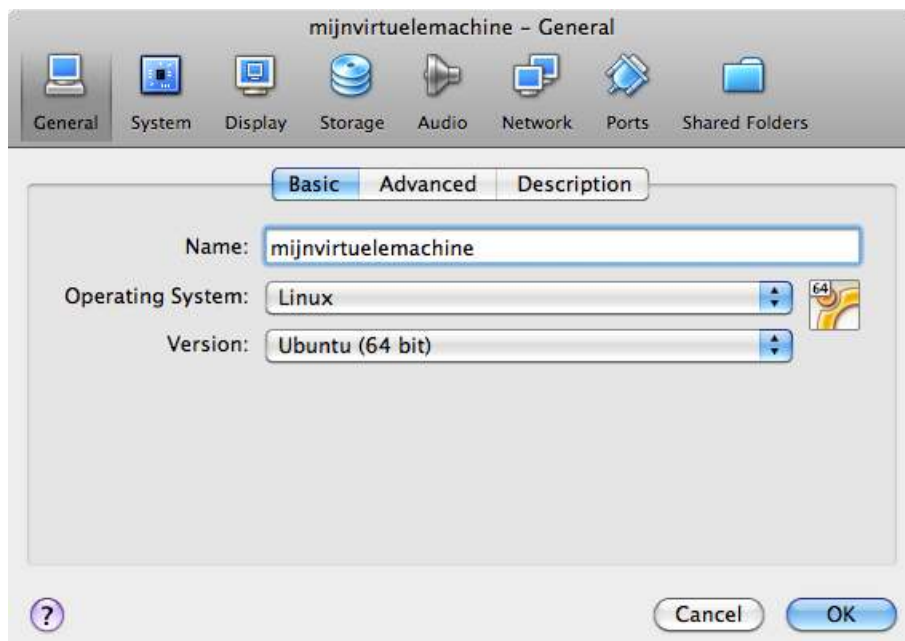 mijnvirtuelemachine – General
General System Display Storage Audio Network Ports Shared Folders
Basic Advanced Description
Name: mijnvirtuelemachine
Operating System: Linux
64
Version: Ubuntu (64 bit)
? Cancel OK